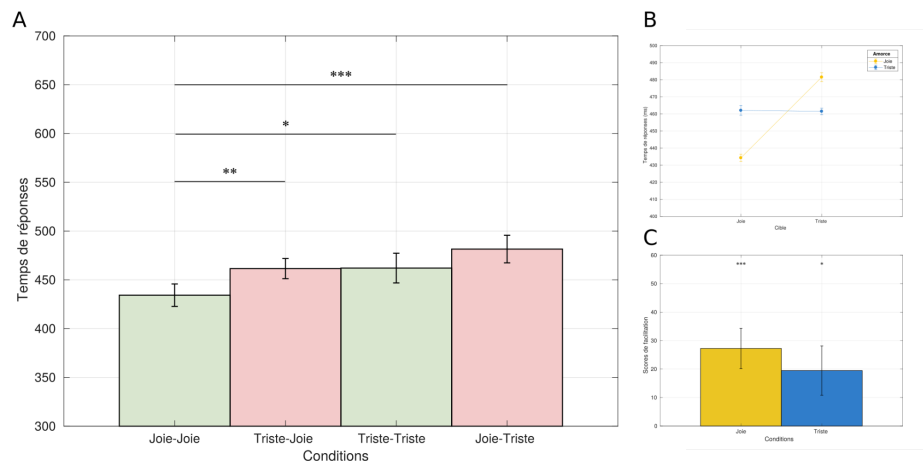 A
700
650
600
550
500
450
400
350
300
Temps de réponses
***
*
**
Joie-Joie
Triste-Joie
Triste-Triste
Joie-Triste
Conditions
B
500
490
480
470
460
450
440
430
420
410
400
Temps de réponses (ms)
Amorce
Joie
Triste
Joie
Triste
Cible
C
60
50
40
30
20
10
0
Scores de facilitation
***
*
Joie
Triste
Conditions